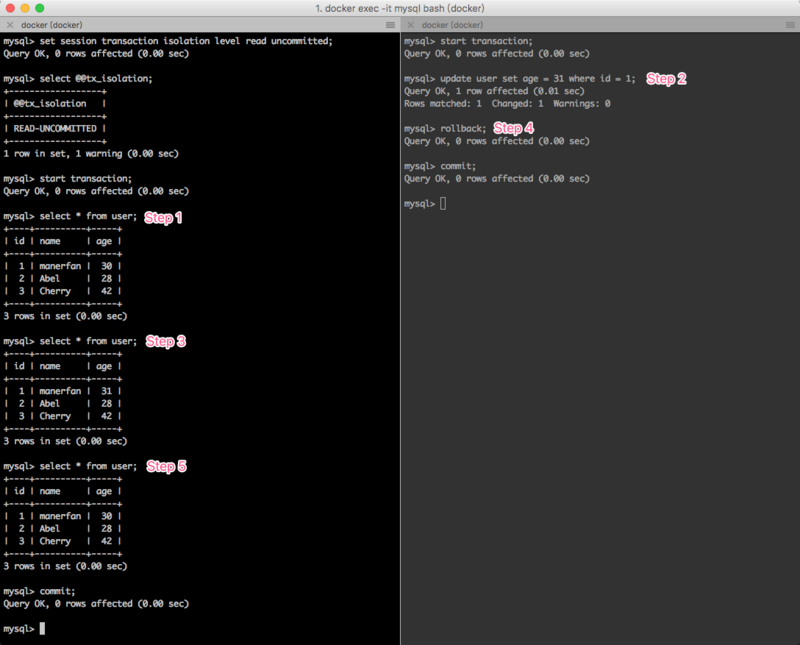 1. docker exec -it mysql bash (docker)
docker (docker)
mysql> set session transaction isolation level read uncommitted;
Query OK, 0 rows affected (0.00 sec)
mysql> select @@tx_isolation;
+------------------+
| @@tx_isolation   |
+------------------+
| READ-UNCOMMITTED |
+------------------+
1 row in set, 1 warning (0.00 sec)
mysql> start transaction;
Query OK, 0 rows affected (0.00 sec)
mysql> select * from user; Step 1
+----+----------+-----+
| id | name     | age |
+----+----------+-----+
|  1 | manerfan |  30 |
|  2 | Abel     |  28 |
|  3 | Cherry   |  42 |
+----+----------+-----+
3 rows in set (0.00 sec)
mysql> select * from user; Step 3
+----+----------+-----+
| id | name     | age |
+----+----------+-----+
|  1 | manerfan |  31 |
|  2 | Abel     |  28 |
|  3 | Cherry   |  42 |
+----+----------+-----+
3 rows in set (0.00 sec)
mysql> select * from user; Step 5
+----+----------+-----+
| id | name     | age |
+----+----------+-----+
|  1 | manerfan |  30 |
|  2 | Abel     |  28 |
|  3 | Cherry   |  42 |
+----+----------+-----+
3 rows in set (0.00 sec)
mysql> commit;
Query OK, 0 rows affected (0.00 sec)
mysql>
docker (docker)
mysql> start transaction;
Query OK, 0 rows affected (0.00 sec)
mysql> update user set age = 31 where id = 1; Step 2
Query OK, 1 row affected (0.01 sec)
Rows matched: 1  Changed: 1  Warnings: 0
mysql> rollback; Step 4
Query OK, 0 rows affected (0.00 sec)
mysql> commit;
Query OK, 0 rows affected (0.00 sec)
mysql>